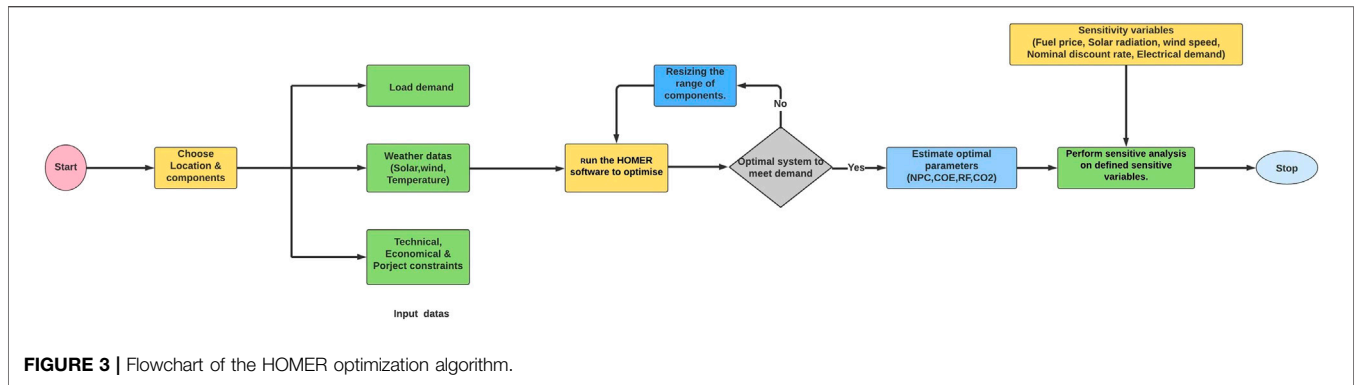 Start
Choose
Location &
components
Load demand
Weather datas
(Solar,wind,
Temperature)
Technical,
Economical &
Porject constraints
Input datas
Resizing the
range of
components.
Run the HOMER
software to optimise
No
Optimal system to
meet demand
Yes
Estimate optimal
parameters
(NPC,COE,RF,CO2)
Sensitivity variables
(Fuel price, Solar radiation, wind speed,
Nominal discount rate, Electrical demand)
Perform sensitive analysis
on defined sensitive
variables.
Stop
FIGURE 3 | Flowchart of the HOMER optimization algorithm.